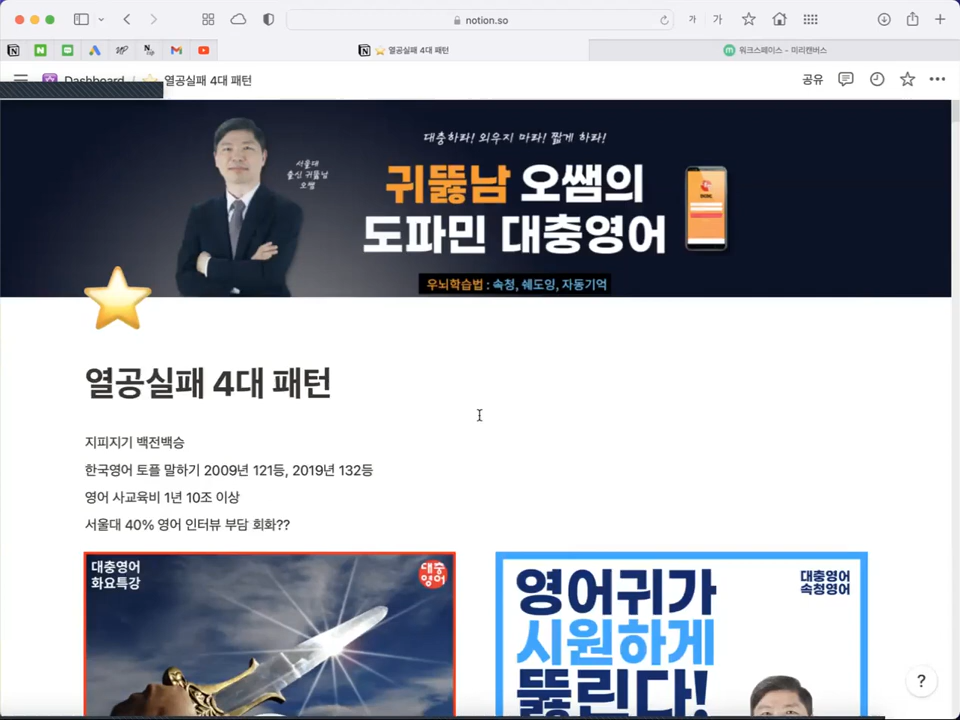 notion.so
가 가
열공실패 4대 패턴
워크스페이스 - 미리캔버스
Dashboard / 열공실패 4대 패턴
공유
대충하라! 외우지 마라! 짧게 하라!
서울대
출신 귀뚫남
오쌤
귀뚫남 오쌤의
도파민 대충영어
우뇌학습법 : 속청, 쉐도잉, 자동기억
열공실패 4대 패턴
지피지기 백전백승
한국영어 토플 말하기 2009년 121등, 2019년 132등
영어 사교육비 1년 10조 이상
서울대 40% 영어 인터뷰 부담 회화??
대충영어
화요특강
대충
영어
영어귀가
시원하게
뚫린다!
대충영어
속청영어
?